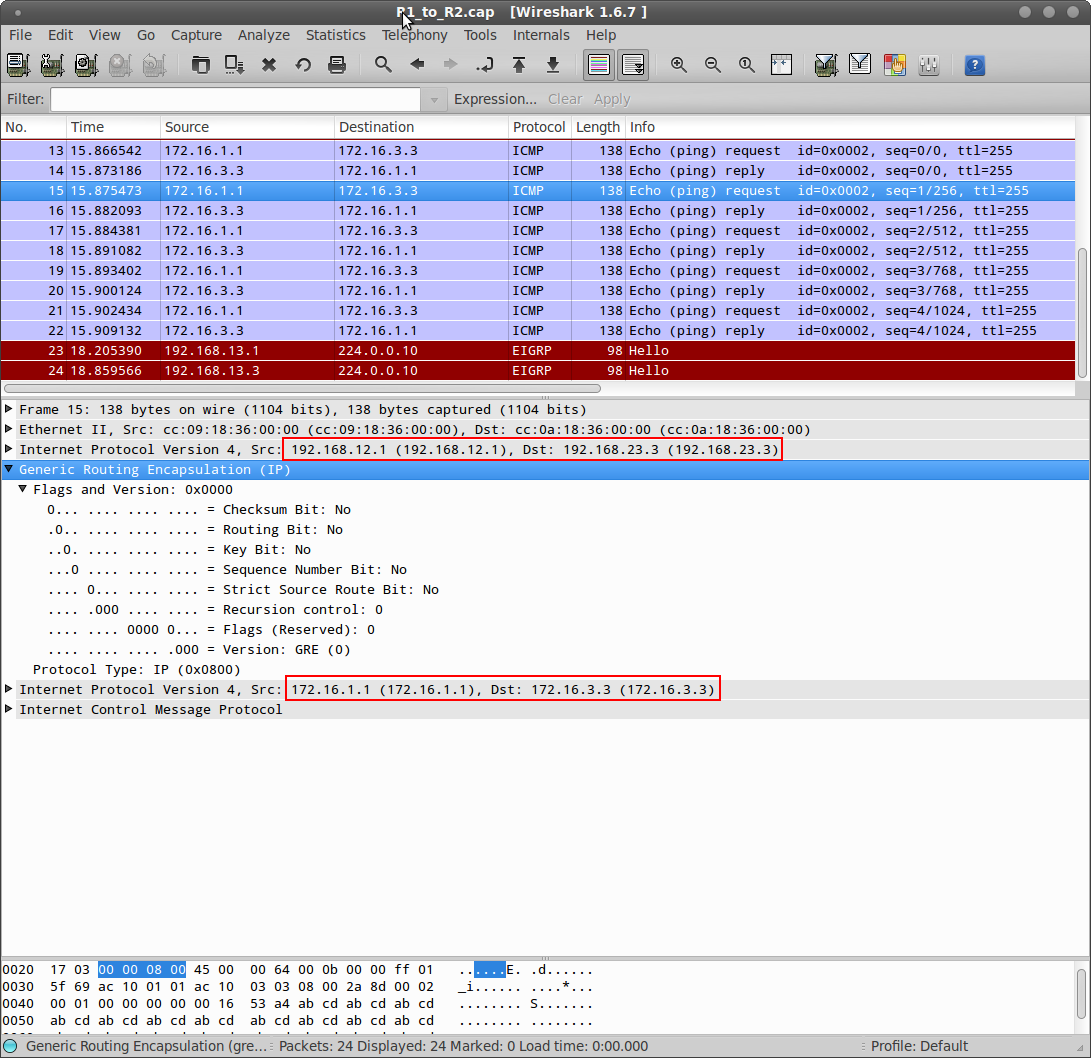 R1_to_R2.cap [Wireshark 1.6.7 ]
File Edit View Go Capture Analyze Statistics Telephony Tools Internals Help
Filter: Expression... Clear Apply
No. Time Source Destination Protocol Length Info
13 15.866542 172.16.1.1 172.16.3.3 ICMP 138 Echo (ping) request id=0x0002, seq=0/0, ttl=255
14 15.873186 172.16.3.3 172.16.1.1 ICMP 138 Echo (ping) reply id=0x0002, seq=0/0, ttl=255
15 15.875473 172.16.1.1 172.16.3.3 ICMP 138 Echo (ping) request id=0x0002, seq=1/256, ttl=255
16 15.882093 172.16.3.3 172.16.1.1 ICMP 138 Echo (ping) reply id=0x0002, seq=1/256, ttl=255
17 15.884381 172.16.1.1 172.16.3.3 ICMP 138 Echo (ping) request id=0x0002, seq=2/512, ttl=255
18 15.891082 172.16.3.3 172.16.1.1 ICMP 138 Echo (ping) reply id=0x0002, seq=2/512, ttl=255
19 15.893402 172.16.1.1 172.16.3.3 ICMP 138 Echo (ping) request id=0x0002, seq=3/768, ttl=255
20 15.900124 172.16.3.3 172.16.1.1 ICMP 138 Echo (ping) reply id=0x0002, seq=3/768, ttl=255
21 15.902434 172.16.1.1 172.16.3.3 ICMP 138 Echo (ping) request id=0x0002, seq=4/1024, ttl=255
22 15.909132 172.16.3.3 172.16.1.1 ICMP 138 Echo (ping) reply id=0x0002, seq=4/1024, ttl=255
23 18.205390 192.168.13.1 224.0.0.10 EIGRP 98 Hello
24 18.859566 192.168.13.3 224.0.0.10 EIGRP 98 Hello
Frame 15: 138 bytes on wire (1104 bits), 138 bytes captured (1104 bits)
Ethernet II, Src: cc:09:18:36:00:00 (cc:09:18:36:00:00), Dst: cc:0a:18:36:00:00 (cc:0a:18:36:00:00)
Internet Protocol Version 4, Src: 192.168.12.1 (192.168.12.1), Dst: 192.168.23.3 (192.168.23.3)
Generic Routing Encapsulation (IP)
Flags and Version: 0x0000
0... .... .... .... = Checksum Bit: No
.0.. .... .... .... = Routing Bit: No
..0. .... .... .... = Key Bit: No
...0 .... .... .... = Sequence Number Bit: No
.... 0... .... .... = Strict Source Route Bit: No
.... .000 .... .... = Recursion control: 0
.... .... 0000 0... = Flags (Reserved): 0
.... .... .... .000 = Version: GRE (0)
Protocol Type: IP (0x0800)
Internet Protocol Version 4, Src: 172.16.1.1 (172.16.1.1), Dst: 172.16.3.3 (172.16.3.3)
Internet Control Message Protocol
0020 17 03 00 00 08 00 45 00 00 64 00 0b 00 00 ff 01 ......E. .d......
0030 5f 69 ac 10 01 01 ac 10 03 03 08 00 2a 8d 00 02 _i...... ....*...
0040 00 01 00 00 00 00 00 16 53 a4 ab cd ab cd ab cd ........ S.......
0050 ab cd ab cd ab cd ab cd ab cd ab cd ab cd ab cd ........ ........
Generic Routing Encapsulation (gre... Packets: 24 Displayed: 24 Marked: 0 Load time: 0:00.000 Profile: Default